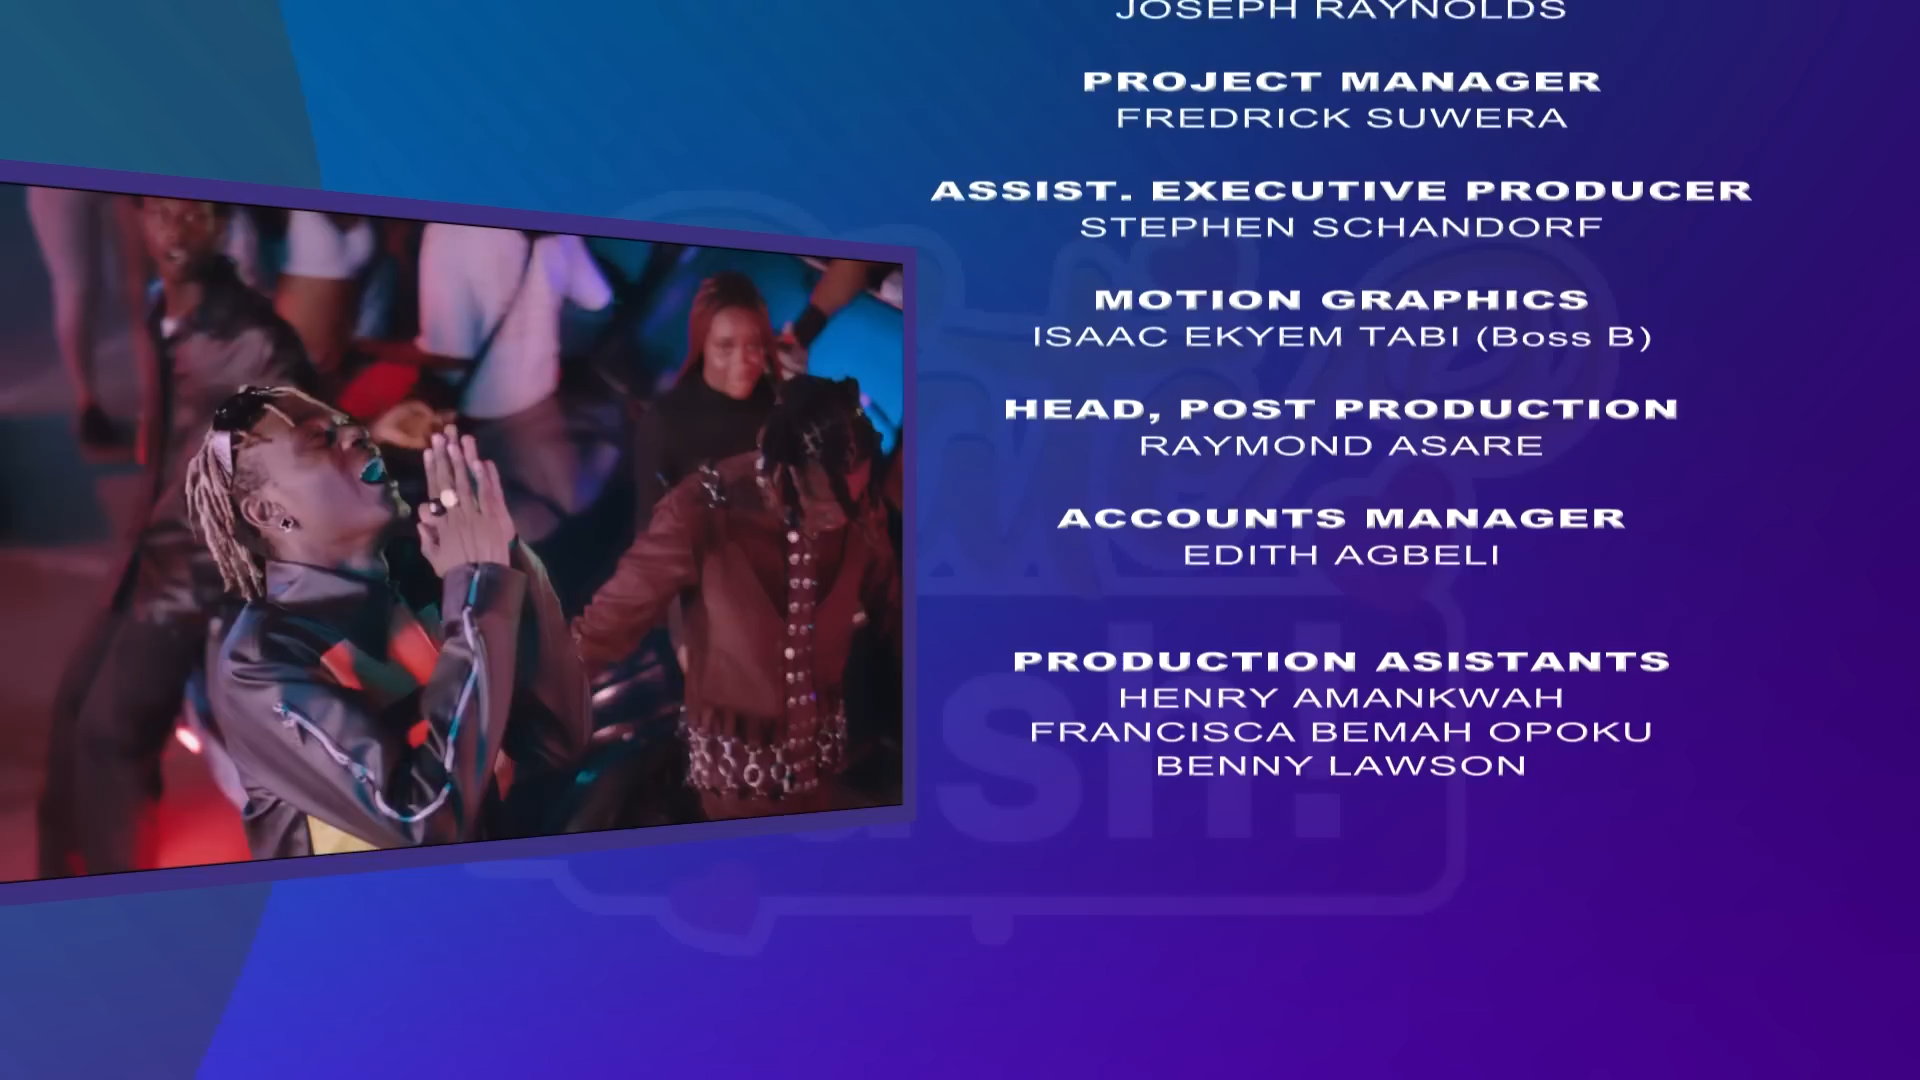 JOSEPH RAYNOLDS
PROJECT MANAGER
FREDRICK SUWERA
ASSIST. EXECUTIVE PRODUCER
STEPHEN SCHANDORF
MOTION GRAPHICS
ISAAC EKYEM TABI (Boss B)
HEAD, POST PRODUCTION
RAYMOND ASARE
ACCOUNTS MANAGER
EDITH AGBELI
PRODUCTION ASISTANTS
HENRY AMANKWAH
FRANCISCA BEMAH OPOKU
BENNY LAWSON